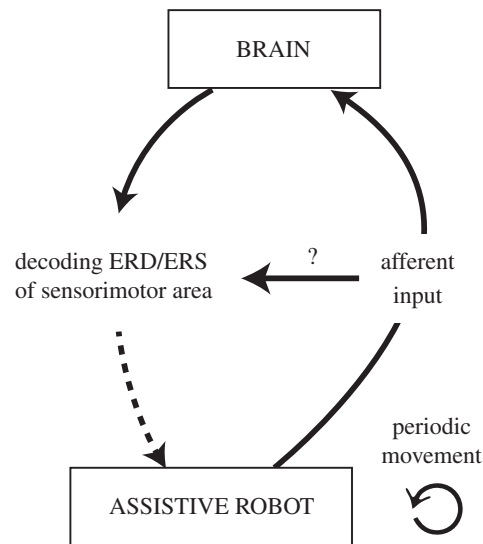 BRAIN
decoding ERD/ERS
of sensorimotor area
?
afferent
input
periodic
movement
ASSISTIVE ROBOT